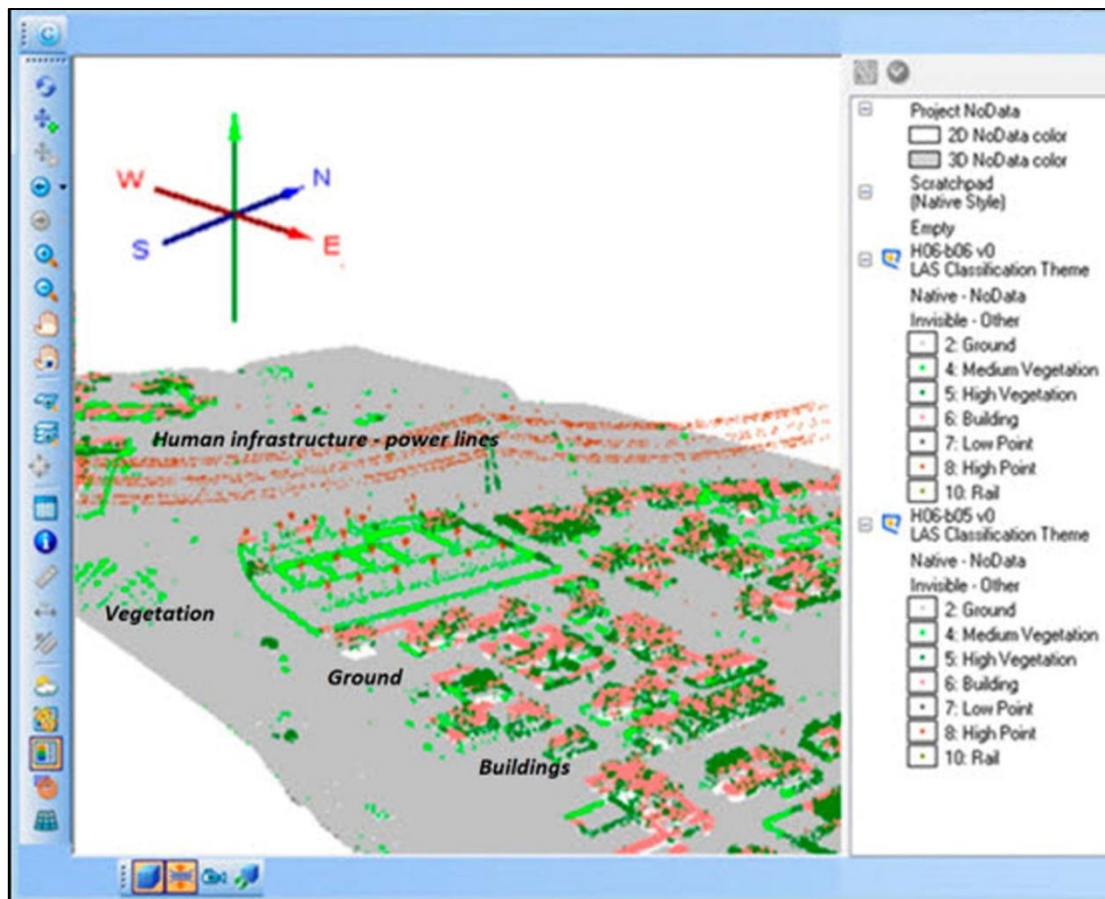 C
W
N
S
E
Human infrastructure - power lines
Vegetation
Ground
Buildings
Project NoData
2D NoData color
3D NoData color
Scratchpad
(Native Style)
Empty
H06-b06 v0
LAS Classification Theme
Native - NoData
Invisible - Other
2: Ground
4: Medium Vegetation
5: High Vegetation
6: Building
7: Low Point
8: High Point
10: Rail
H06-b05 v0
LAS Classification Theme
Native - NoData
Invisible - Other
2: Ground
4: Medium Vegetation
5: High Vegetation
6: Building
7: Low Point
8: High Point
10: Rail